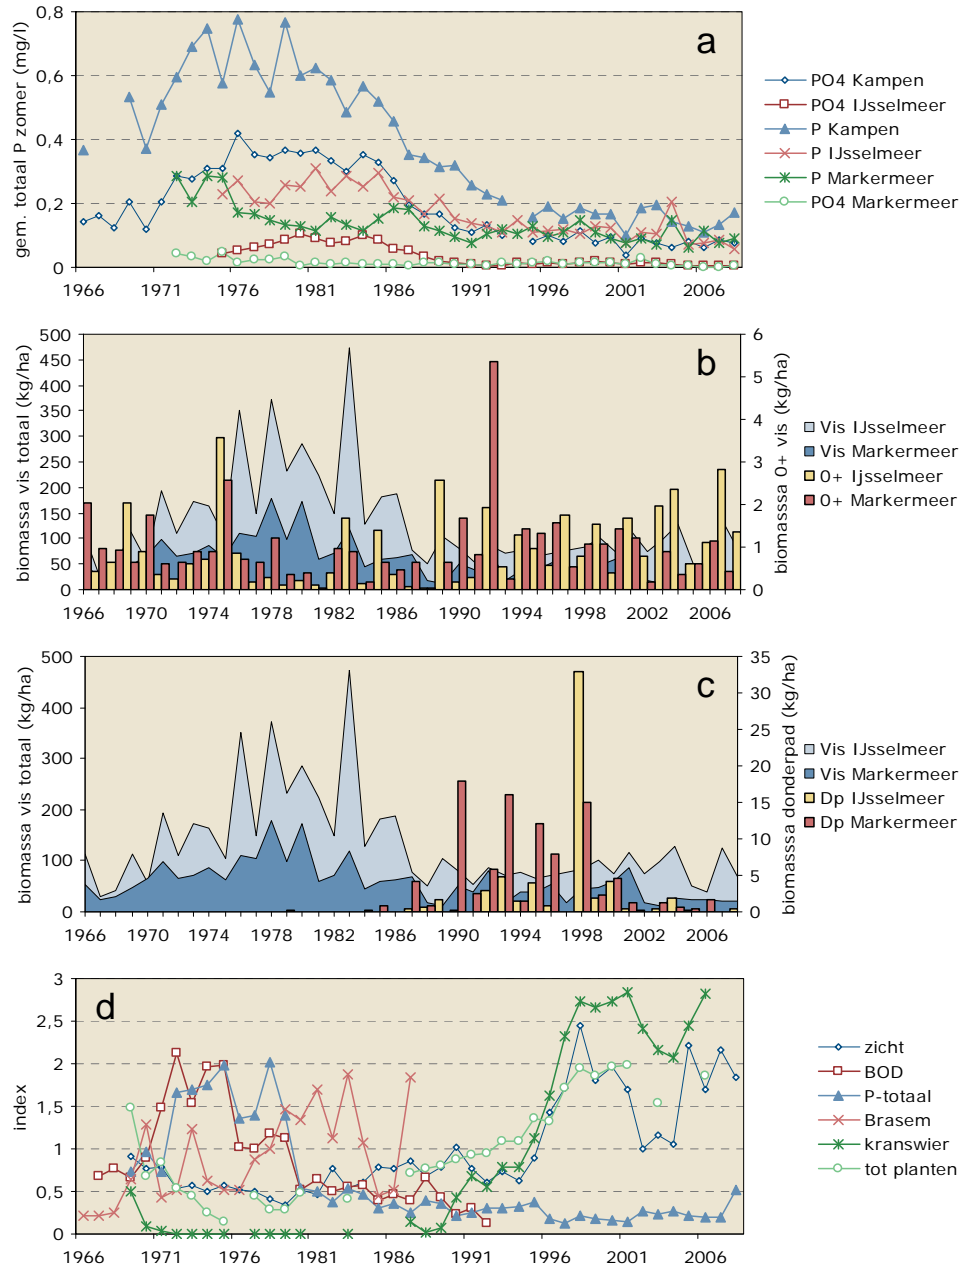 a
gem. totaal P zomer (mg/l)
0,8
0,6
0,4
0,2
0
1966 1971 1976 1981 1986 1991 1996 2001 2006
PO4 Kampen
PO4 IJsselmeer
P Kampen
P IJsselmeer
P Markermeer
PO4 Markermeer
b
biomassa vis totaal (kg/ha)
500
450
400
350
300
250
200
150
100
50
0
6
5
4
3
2
1
0
biomassa 0+ vis (kg/ha)
1966 1970 1974 1978 1982 1986 1990 1994 1998 2002 2006
Vis IJsselmeer
Vis Markermeer
0+ Ijsselmeer
0+ Markermeer
c
biomassa vis totaal (kg/ha)
500
400
300
200
100
0
35
30
25
20
15
10
5
0
biomasssa donderpad (kg/ha)
1966 1970 1974 1978 1982 1986 1990 1994 1998 2002 2006
Vis IJsselmeer
Vis Markermeer
Dp IJsselmeer
Dp Markermeer
d
index
3
2,5
2
1,5
1
0,5
0
1966 1971 1976 1981 1986 1991 1996 2001 2006
zicht
BOD
P-totaal
Brasem
kranswier
tot planten